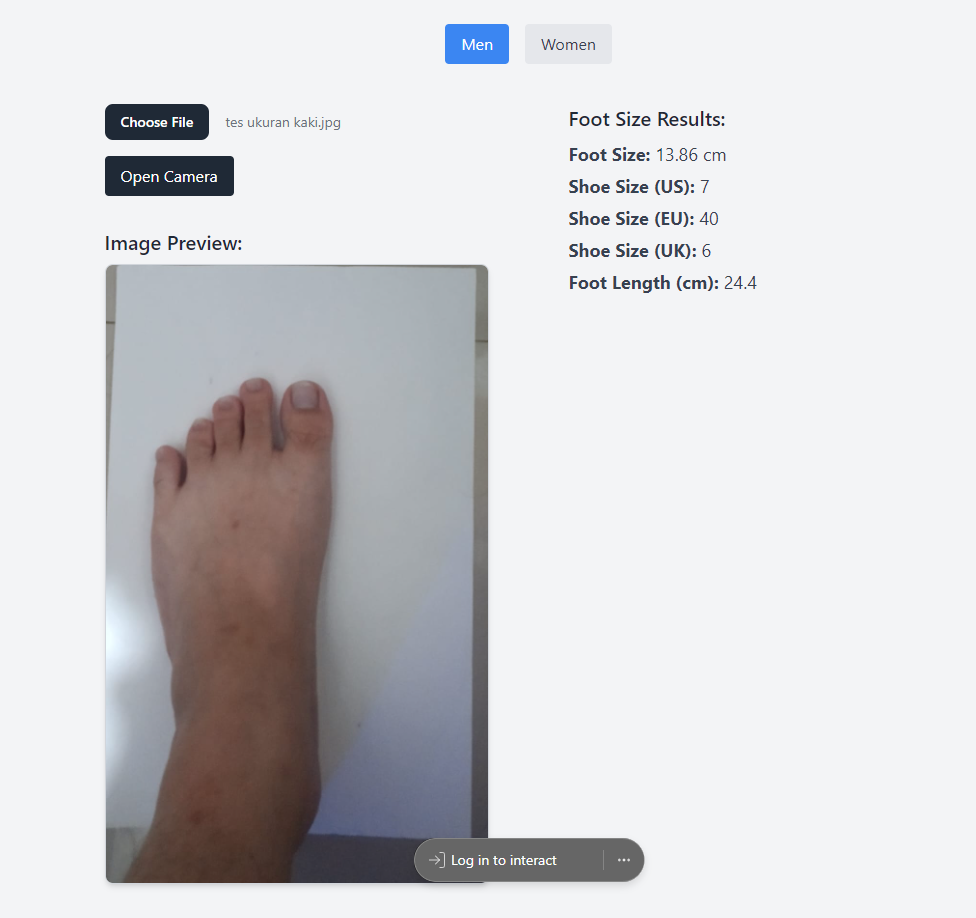 Men
Women
Choose File
tes ukuran kaki.jpg
Open Camera
Image Preview:
Foot Size Results:
Foot Size: 13.86 cm
Shoe Size (US): 7
Shoe Size (EU): 40
Shoe Size (UK): 6
Foot Length (cm): 24.4
Log in to interact